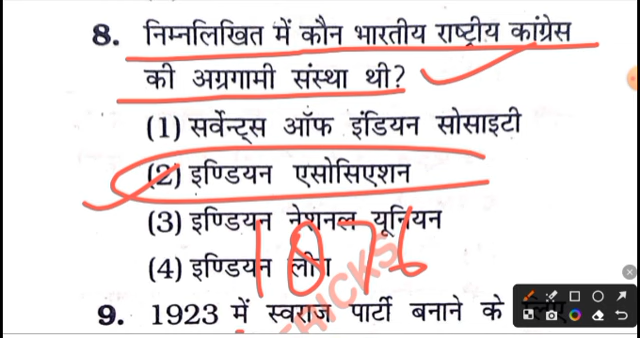 8. निम्नलिखित में कौन भारतीय राष्ट्रीय कांग्रेस
की अग्रगामी संस्था थी?
(1) सर्वेन्ट्स ऑफ इंडियन सोसाइटी
(2) इण्डियन एसोसिएशन
(3) इण्डियन नेशनल यूनियन
(4) इण्डियन लीग
1876
TRICKS
9. 1923 में स्वराज पार्टी बनाने के लिए